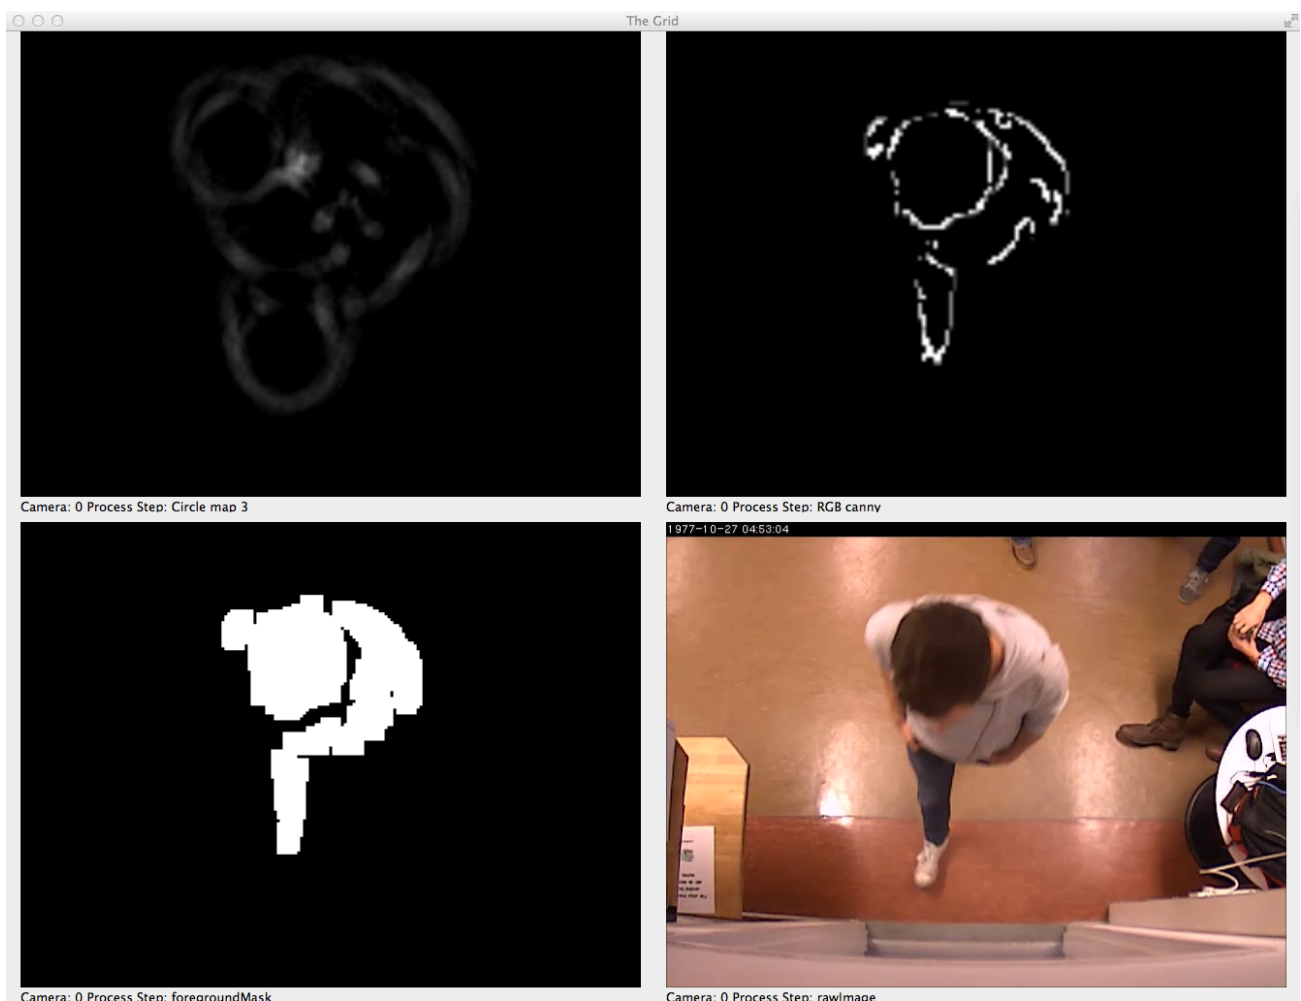 The Grid
Camera: 0 Process Step: Circle map 3
Camera: 0 Process Step: RGB canny
1977-10-27 04:53:04
Camera: 0 Process Step: foregroundMask
Camera: 0 Process Step: rawImage